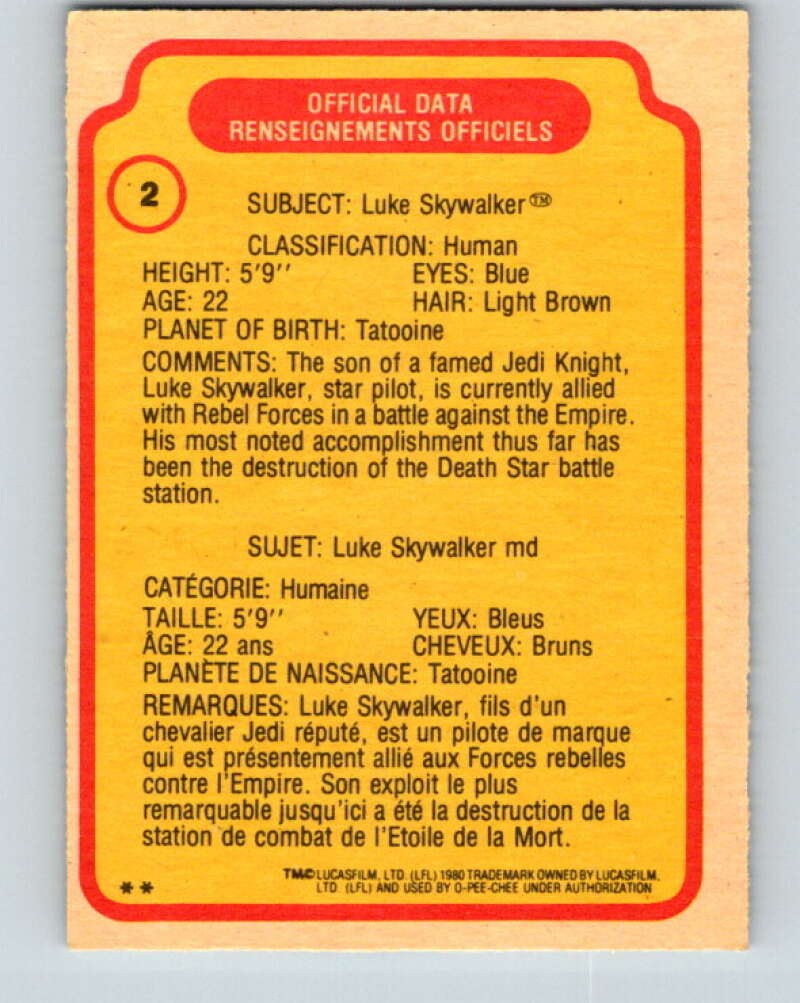 OFFICIAL DATA
RENSEIGNEMENTS OFFICIELS
2
SUBJECT: Luke Skywalker™
CLASSIFICATION: Human
HEIGHT: 5'9'' EYES: Blue
AGE: 22 HAIR: Light Brown
PLANET OF BIRTH: Tatooine
COMMENTS: The son of a famed Jedi Knight,
Luke Skywalker, star pilot, is currently allied
with Rebel Forces in a battle against the Empire.
His most noted accomplishment thus far has
been the destruction of the Death Star battle
station.
SUJET: Luke Skywalker md
CATÉGORIE: Humaine
TAILLE: 5'9'' YEUX: Bleus
ÂGE: 22 ans CHEVEUX: Bruns
PLANÈTE DE NAISSANCE: Tatooine
REMARQUES: Luke Skywalker, fils d'un
chevalier Jedi réputé, est un pilote de marque
qui est présentement allié aux Forces rebelles
contre l'Empire. Son exploit le plus
remarquable jusqu'ici a été la destruction de la
station de combat de l'Etoile de la Mort.
TM©LUCASFILM, LTD. (LFL) 1980 TRADEMARK OWNED BY LUCASFILM,
** LTD. (LFL) AND USED BY O-PEE-CHEE UNDER AUTHORIZATION